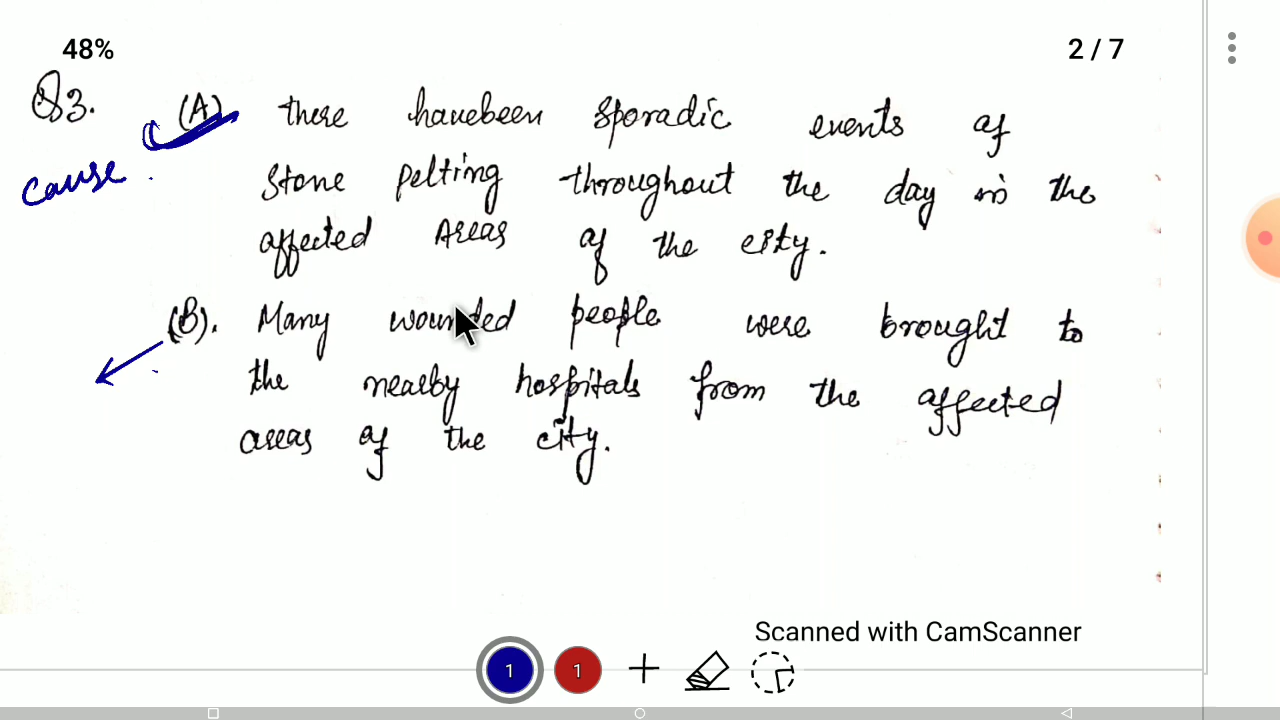 48%
2 / 7
Q3.
(A) there havebeen sporadic events of
cause
stone pelting throughout the day in the
affected areas of the city.
(B). Many wounded people were brought to
the nearby hospitals from the affected
areas of the city.
Scanned with CamScanner
1 1